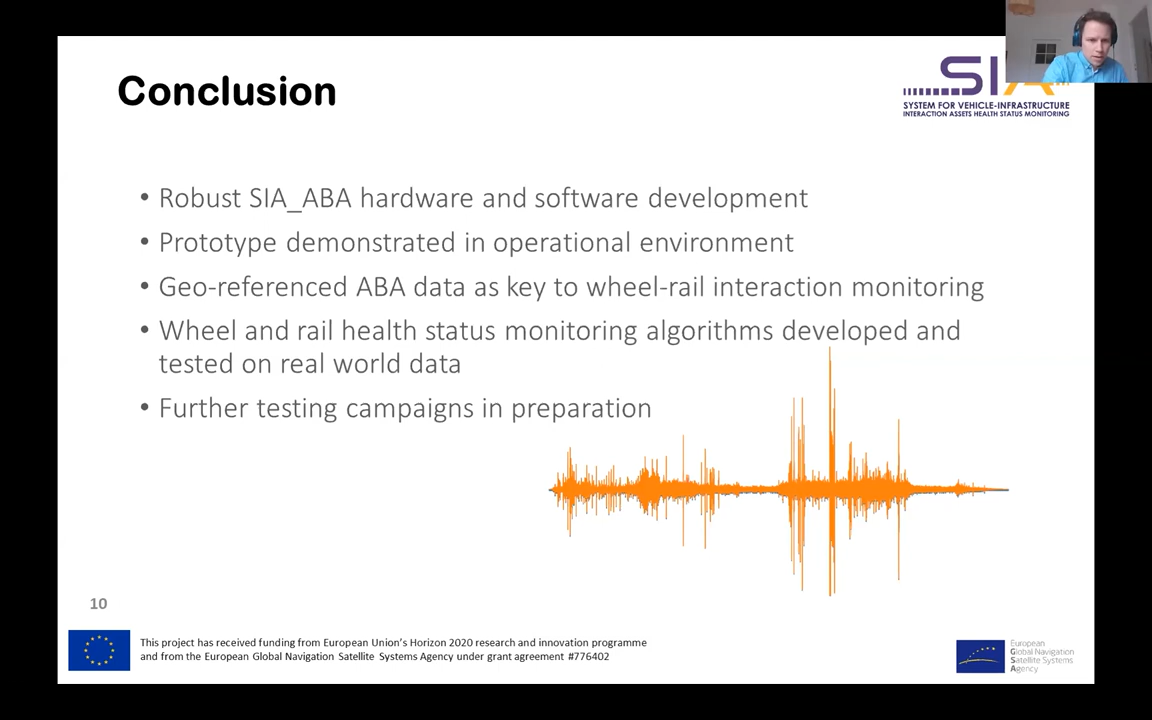 Conclusion
SIA
SYSTEM FOR VEHICLE-INFRASTRUCTURE
INTERACTION ASSETS HEALTH STATUS MONITORING
• Robust SIA_ABA hardware and software development
• Prototype demonstrated in operational environment
• Geo-referenced ABA data as key to wheel-rail interaction monitoring
• Wheel and rail health status monitoring algorithms developed and
tested on real world data
• Further testing campaigns in preparation
10
This project has received funding from European Union's Horizon 2020 research and innovation programme
and from the European Global Navigation Satellite Systems Agency under grant agreement #776402
European
Global Navigation
Satellite Systems
Agency